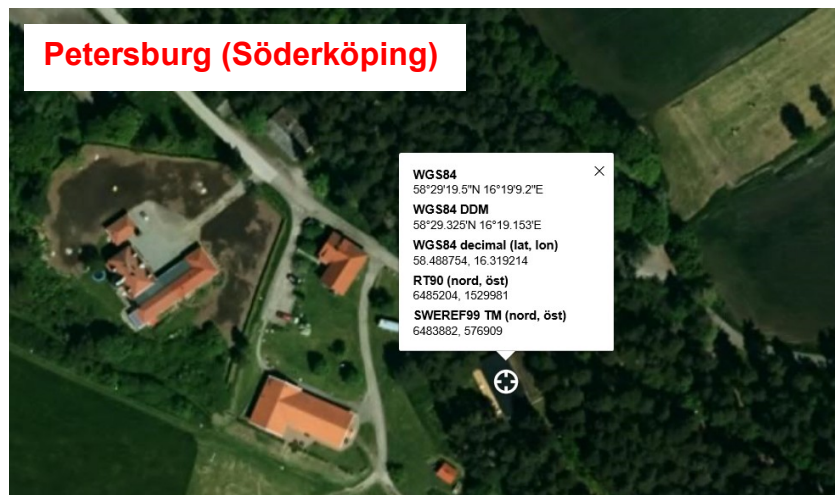 Petersburg (Söderköping)
WGS84
58°29'19.5"N 16°19'9.2"E
WGS84 DDM
58°29.325'N 16°19.153'E
WGS84 decimal (lat, lon)
58.488754, 16.319214
RT90 (nord, öst)
6485204, 1529981
SWEREF99 TM (nord, öst)
6483882, 576909